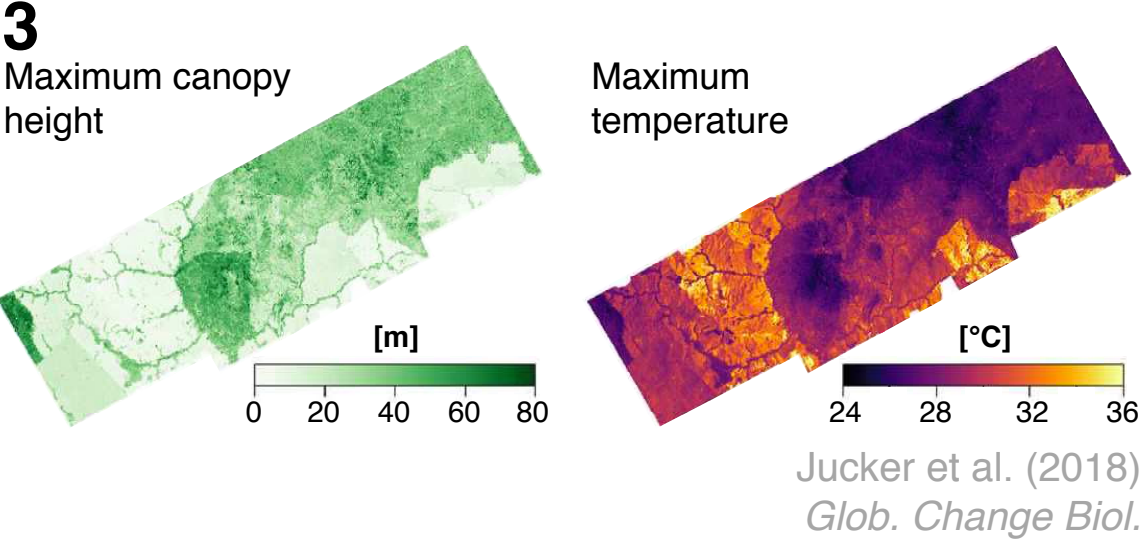 3
Maximum canopy
height
Maximum
temperature
[m]
0 20 40 60 80
[°C]
24 28 32 36
Jucker et al. (2018)
Glob. Change Biol.